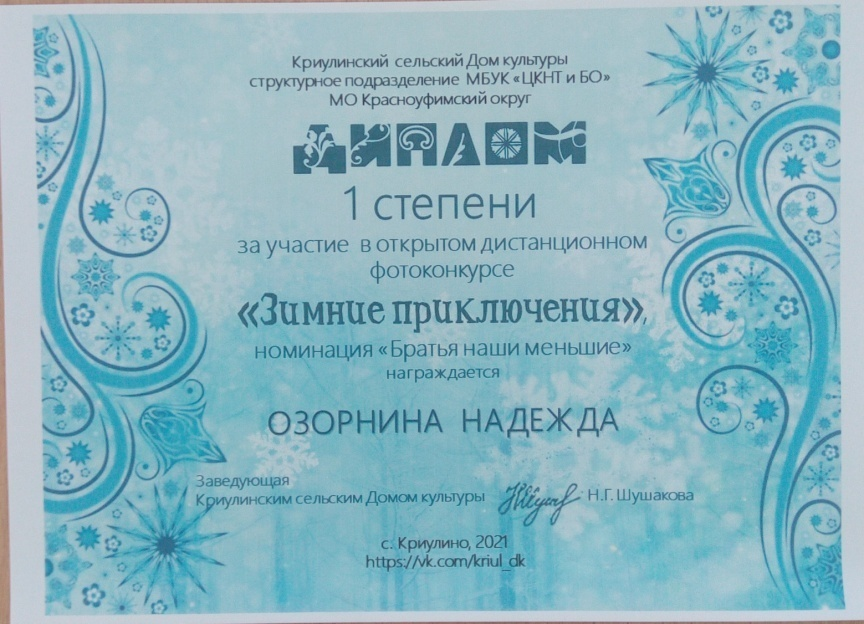 Криулинский сельский Дом культуры
структурное подразделение МБУК «ЦКНТ и БО»
МО Красноуфимский округ
ДИПЛОМ
1 степени
за участие в открытом дистанционном
фотоконкурсе
«Зимние приключения»,
номинация «Братья наши меньшие»
награждается
ОЗОРНИНА НАДЕЖДА
Заведующая
Криулинским сельским Домом культуры Н.Г. Шушакова
с. Криулино, 2021
https://vk.com/kriul_dk